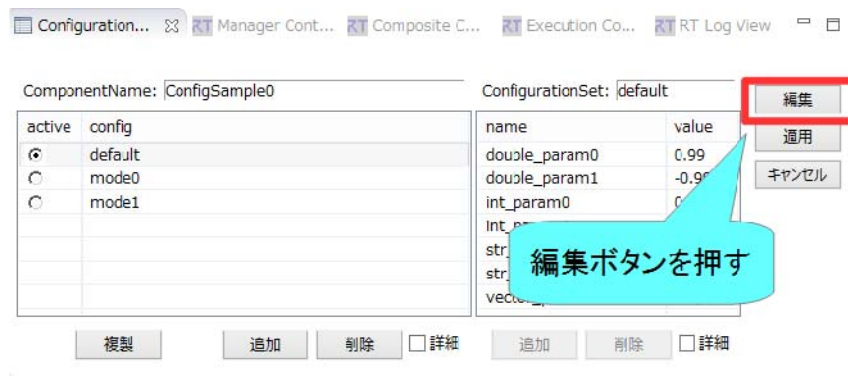 Configuration... RT Manager Cont... RT Composite C... RT Execution Co... RT RT Log View
ComponentName: ConfigSample0 ConfigurationSet: default 編集
active config name value 適用
default double_param0 0.99 キャンセル
mode0 double_param1
mode1 int_param0
編集ボタンを押す
複製 追加 削除 詳細 追加 削除 詳細